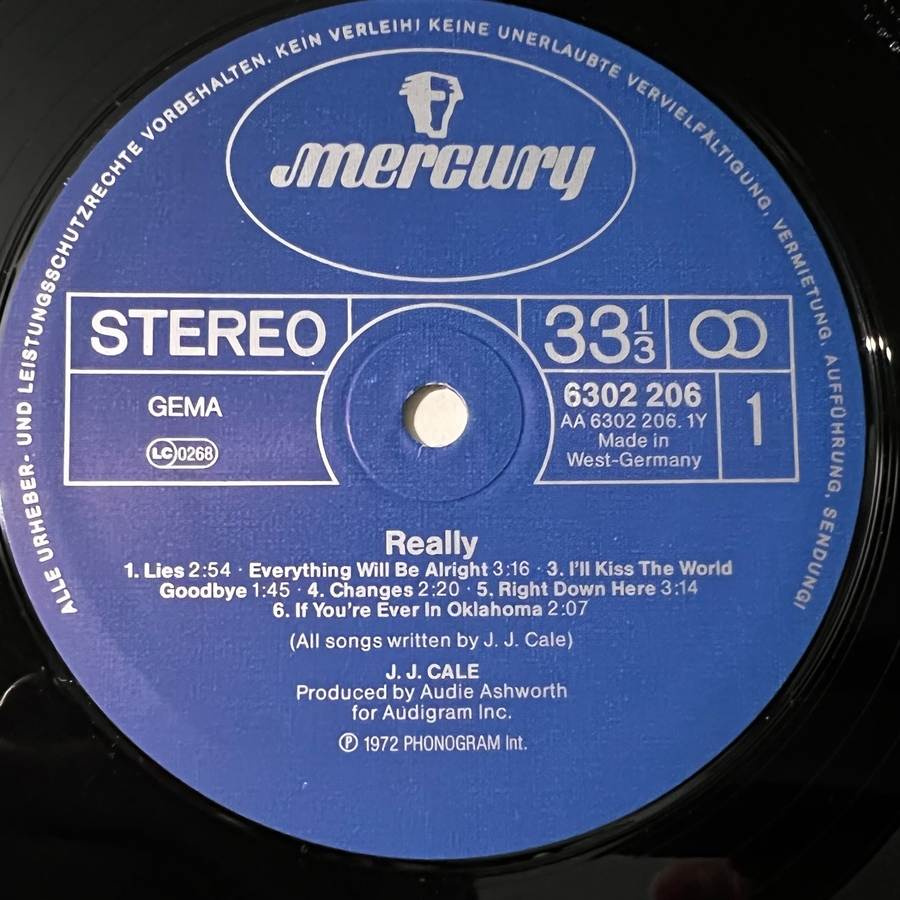 ALLE URHEBER- UND LEISTUNGSSCHUTZRECHTE VORBEHALTEN. KEIN VERLEIH! KEINE UNERLAUBTE VERVIELFÄLTIGUNG, VERMIETUNG, AUFFÜHRUNG, SENDUNG!
mercury
STEREO
33 1/3
GEMA
LC 0268
6302 206
AA 6302 206. 1Y
Made in
West-Germany
1
Really
1. Lies 2:54 · Everything Will Be Alright 3:16 · 3. I'll Kiss The World
Goodbye 1:45 · 4. Changes 2:20 · 5. Right Down Here 3:14
6. If You're Ever In Oklahoma 2:07
(All songs written by J. J. Cale)
J. J. CALE
Produced by Audie Ashworth
for Audigram Inc.
℗ 1972 PHONOGRAM Int.